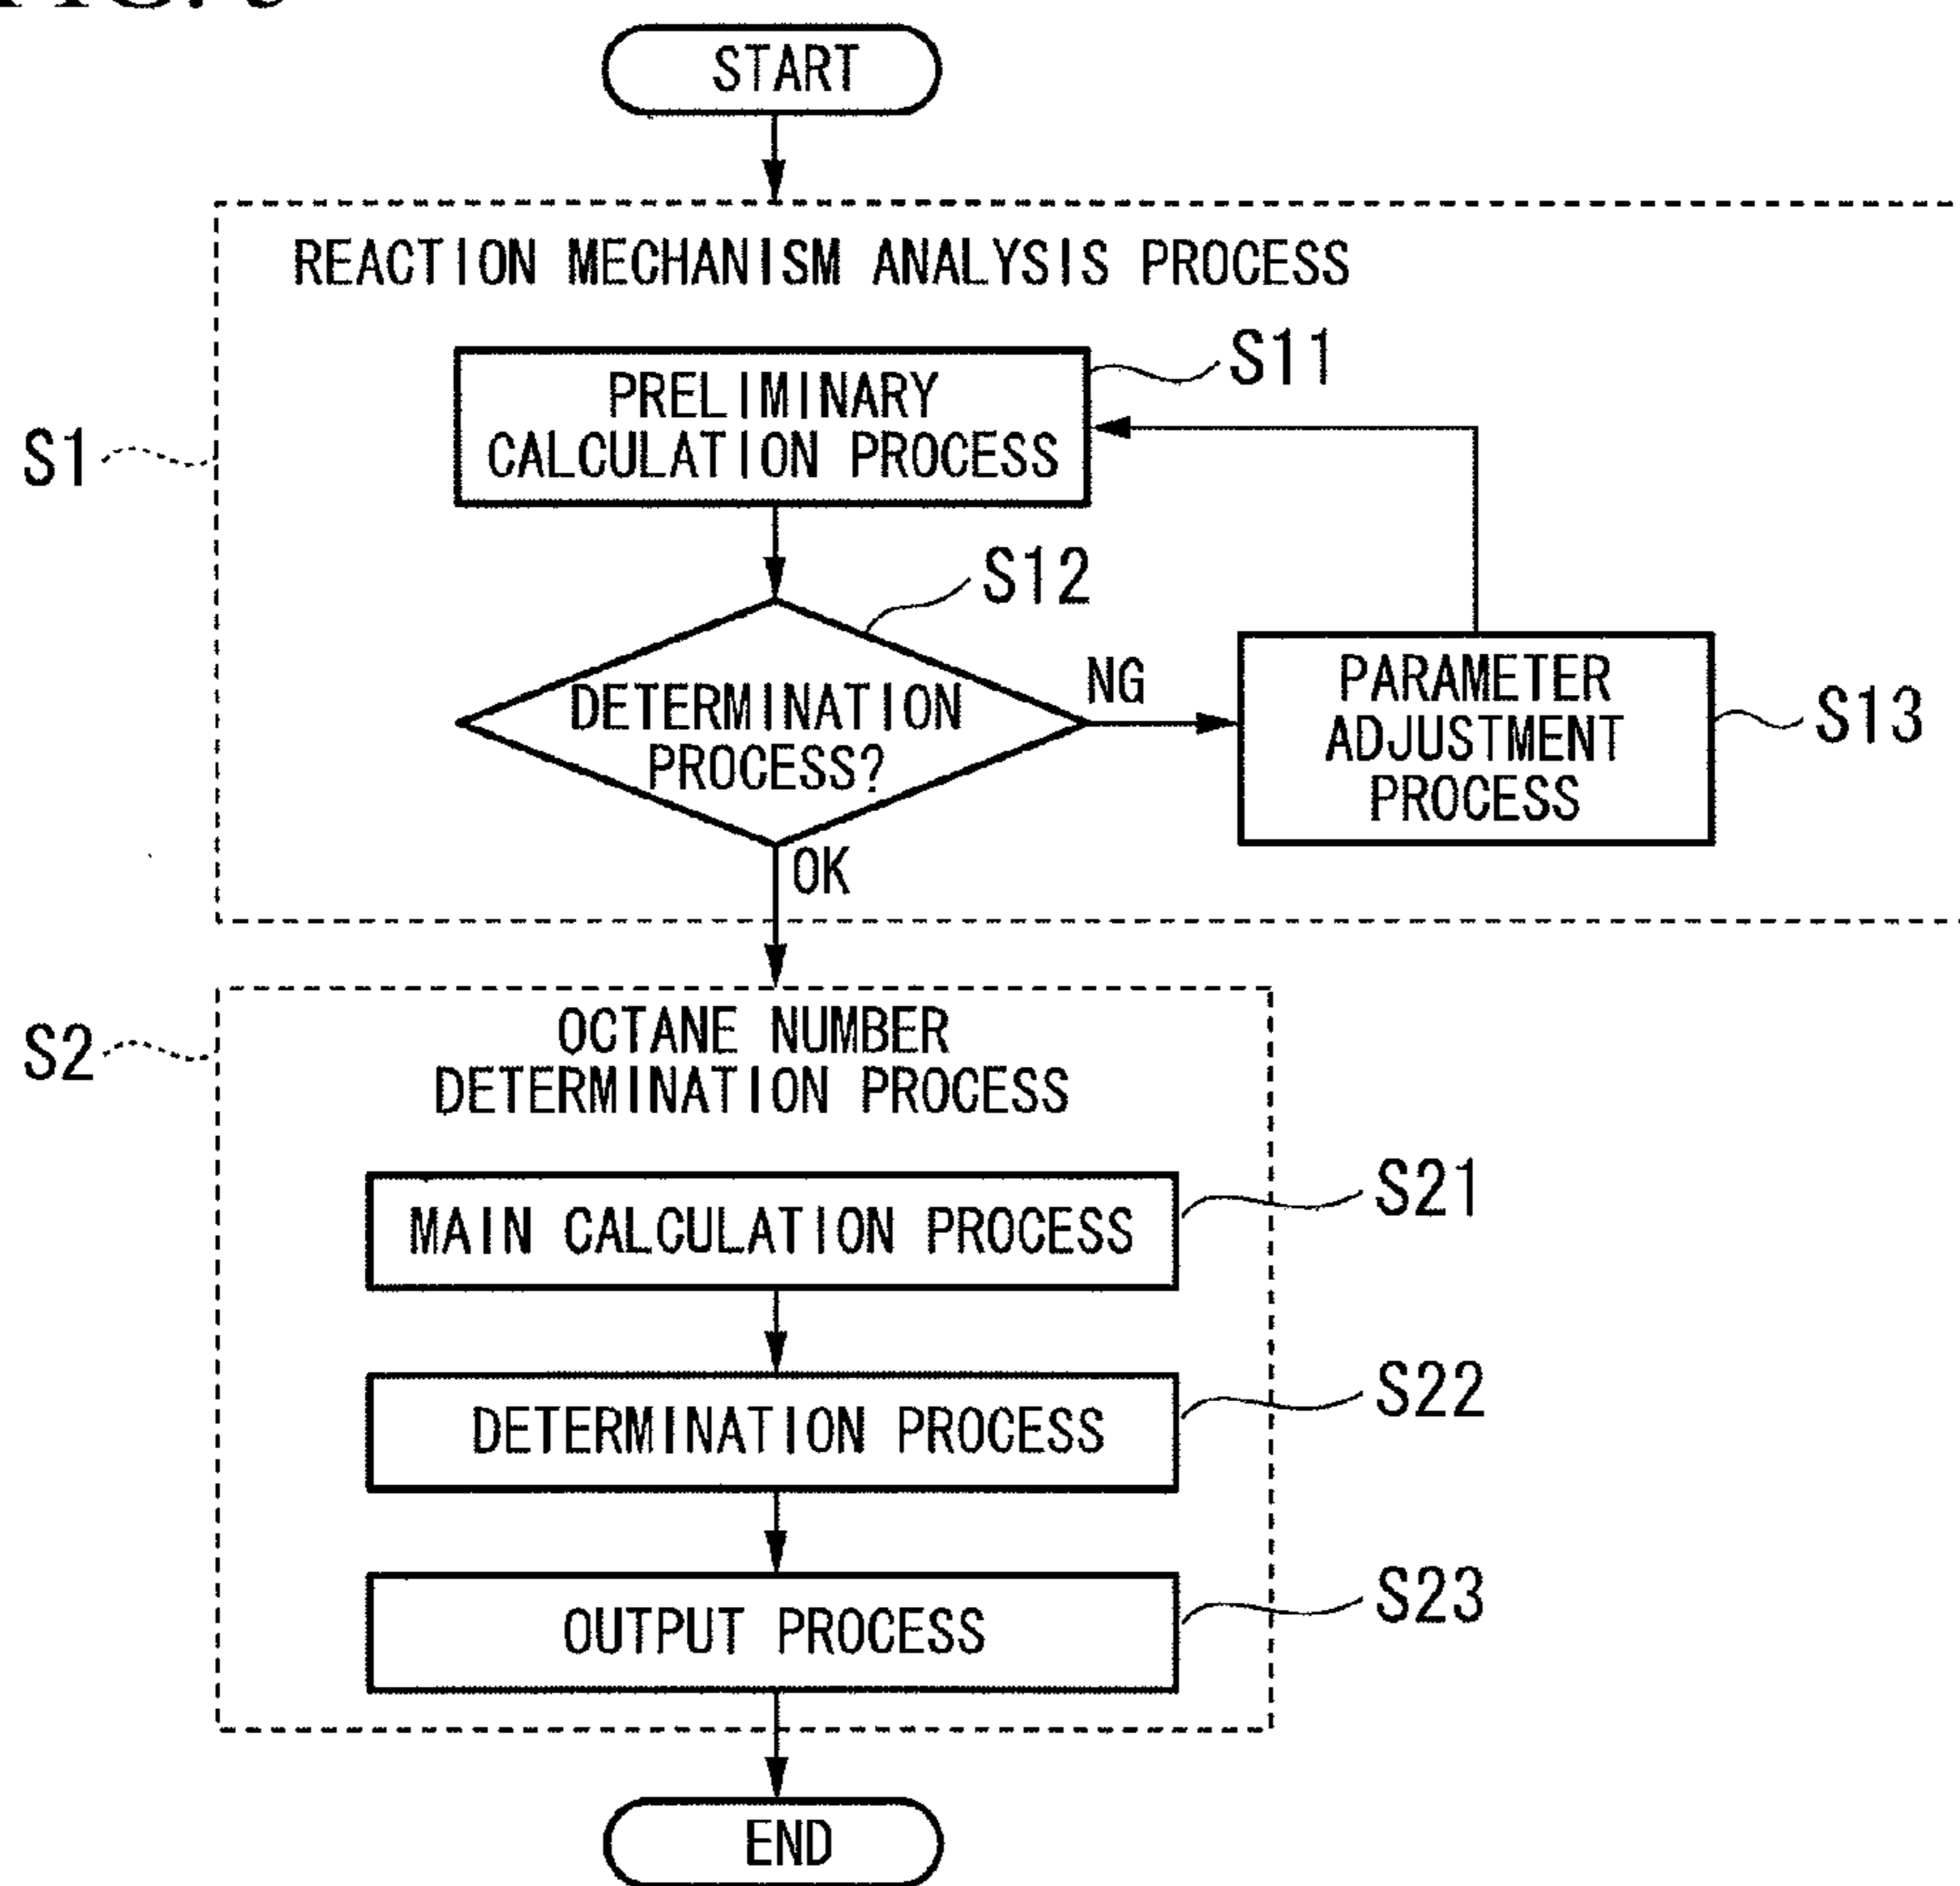 START
REACTION MECHANISM ANALYSIS PROCESS
S11
PRELIMINARY
CALCULATION PROCESS
S1
S12
DETERMINATION
PROCESS?
NG
PARAMETER
ADJUSTMENT
PROCESS
S13
OK
S2
OCTANE NUMBER
DETERMINATION PROCESS
S21
MAIN CALCULATION PROCESS
S22
DETERMINATION PROCESS
S23
OUTPUT PROCESS
END